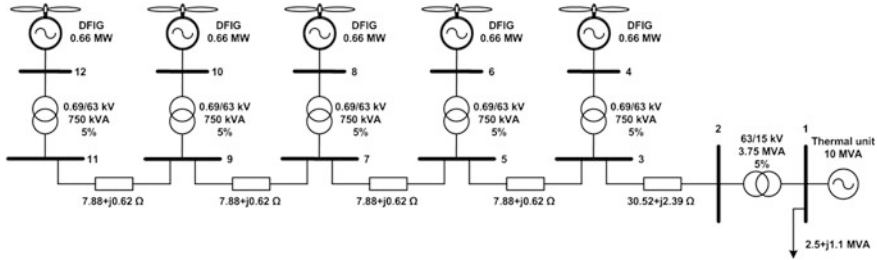 DFIG
0.66 MW
DFIG
0.66 MW
DFIG
0.66 MW
DFIG
0.66 MW
DFIG
0.66 MW
12
10
8
6
4
0.69/63 kV
750 kVA
5%
0.69/63 kV
750 kVA
5%
0.69/63 kV
750 kVA
5%
0.69/63 kV
750 kVA
5%
0.69/63 kV
750 kVA
5%
2
1
63/15 kV
3.75 MVA
5%
Thermal unit
10 MVA
11
9
7
5
3
7.88+j0.62 Ω
7.88+j0.62 Ω
7.88+j0.62 Ω
7.88+j0.62 Ω
30.52+j2.39 Ω
2.5+j1.1 MVA